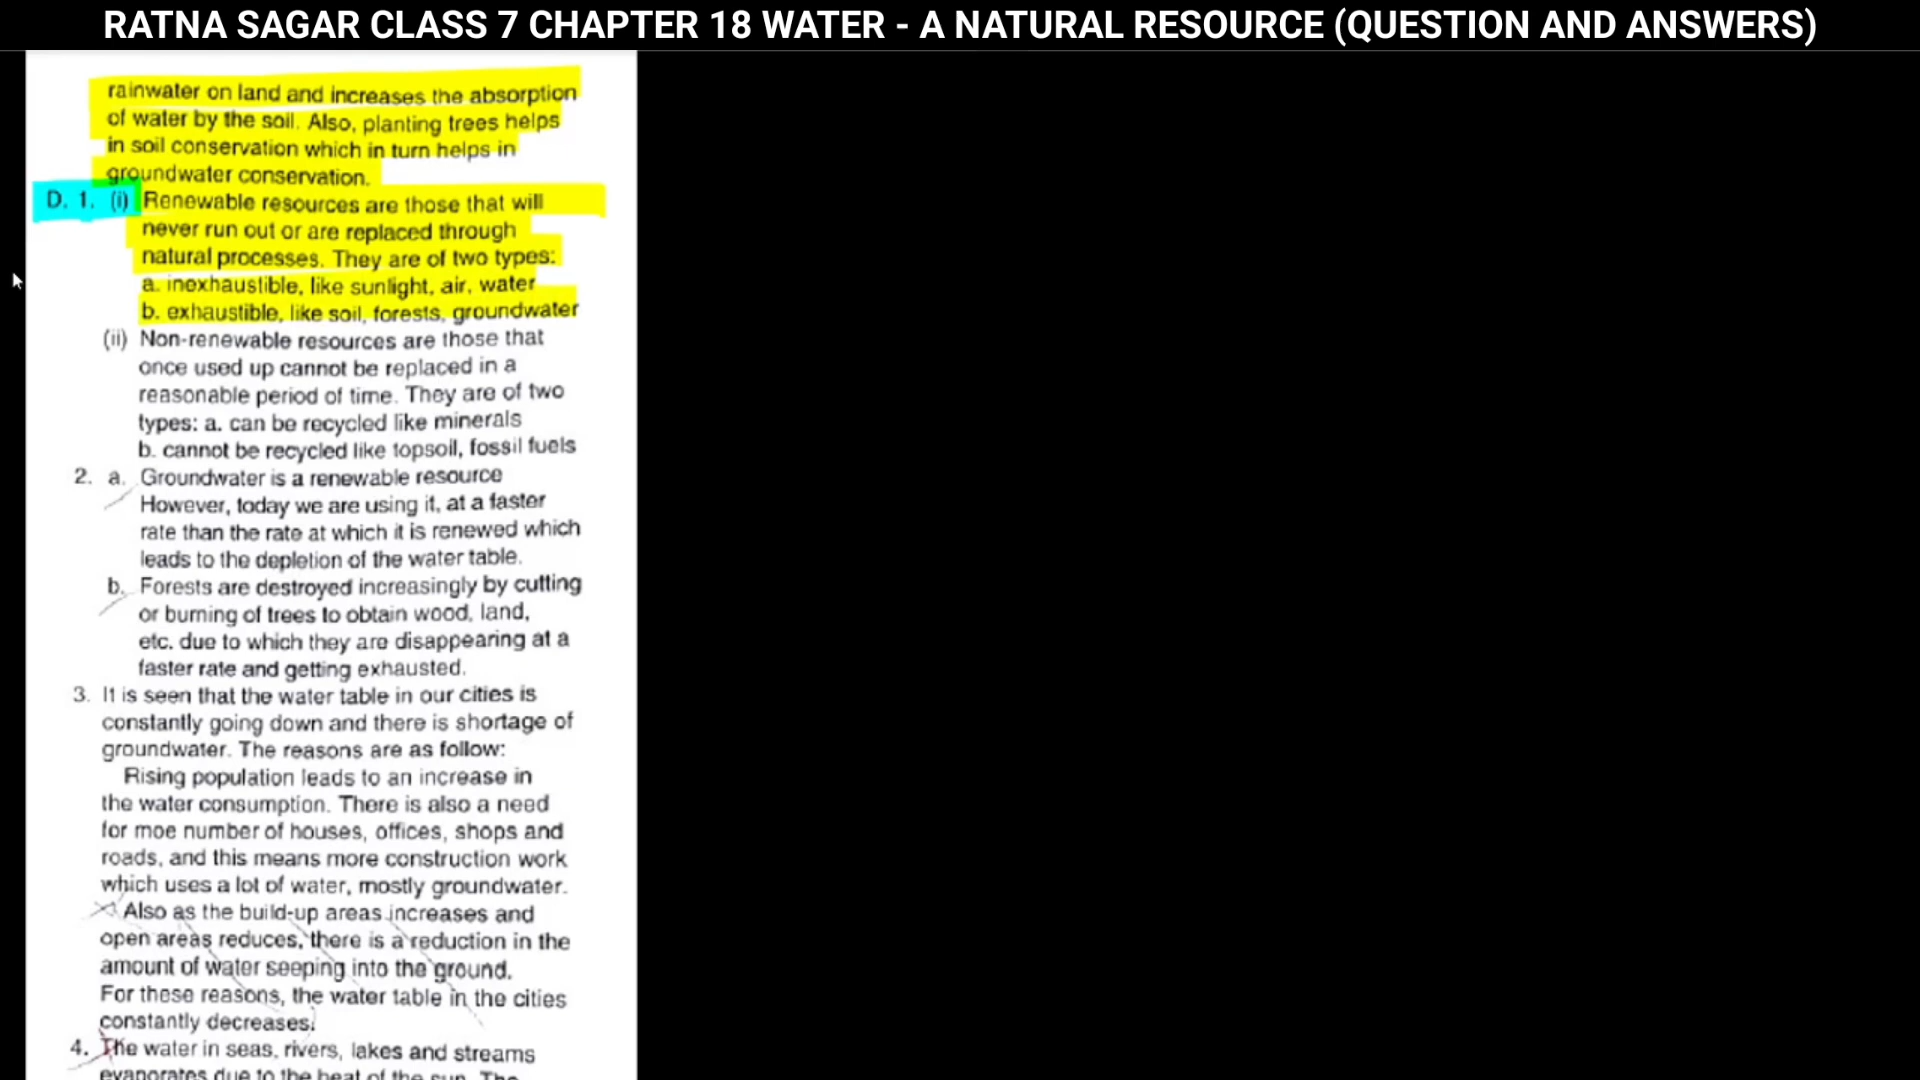 RATNA SAGAR CLASS 7 CHAPTER 18 WATER - A NATURAL RESOURCE (QUESTION AND ANSWERS)
rainwater on land and increases the absorption
of water by the soil. Also, planting trees helps
in soil conservation which in turn helps in
groundwater conservation.
D. 1. (i) Renewable resources are those that will
never run out or are replaced through
natural processes. They are of two types:
a. inexhaustible, like sunlight, air, water
b. exhaustible, like soil, forests, groundwater
(ii) Non-renewable resources are those that
once used up cannot be replaced in a
reasonable period of time. They are of two
types: a. can be recycled like minerals
b. cannot be recycled like topsoil, fossil fuels
2. a. Groundwater is a renewable resource
However, today we are using it, at a faster
rate than the rate at which it is renewed which
leads to the depletion of the water table.
b. Forests are destroyed increasingly by cutting
or burning of trees to obtain wood, land,
etc. due to which they are disappearing at a
faster rate and getting exhausted.
3. It is seen that the water table in our cities is
constantly going down and there is shortage of
groundwater. The reasons are as follow:
Rising population leads to an increase in
the water consumption. There is also a need
for moe number of houses, offices, shops and
roads, and this means more construction work
which uses a lot of water, mostly groundwater.
Also as the build-up areas increases and
open areas reduces, there is a reduction in the
amount of water seeping into the ground.
For these reasons, the water table in the cities
constantly decreases.
4. The water in seas, rivers, lakes and streams
evaporates due to the heat of the sun. The